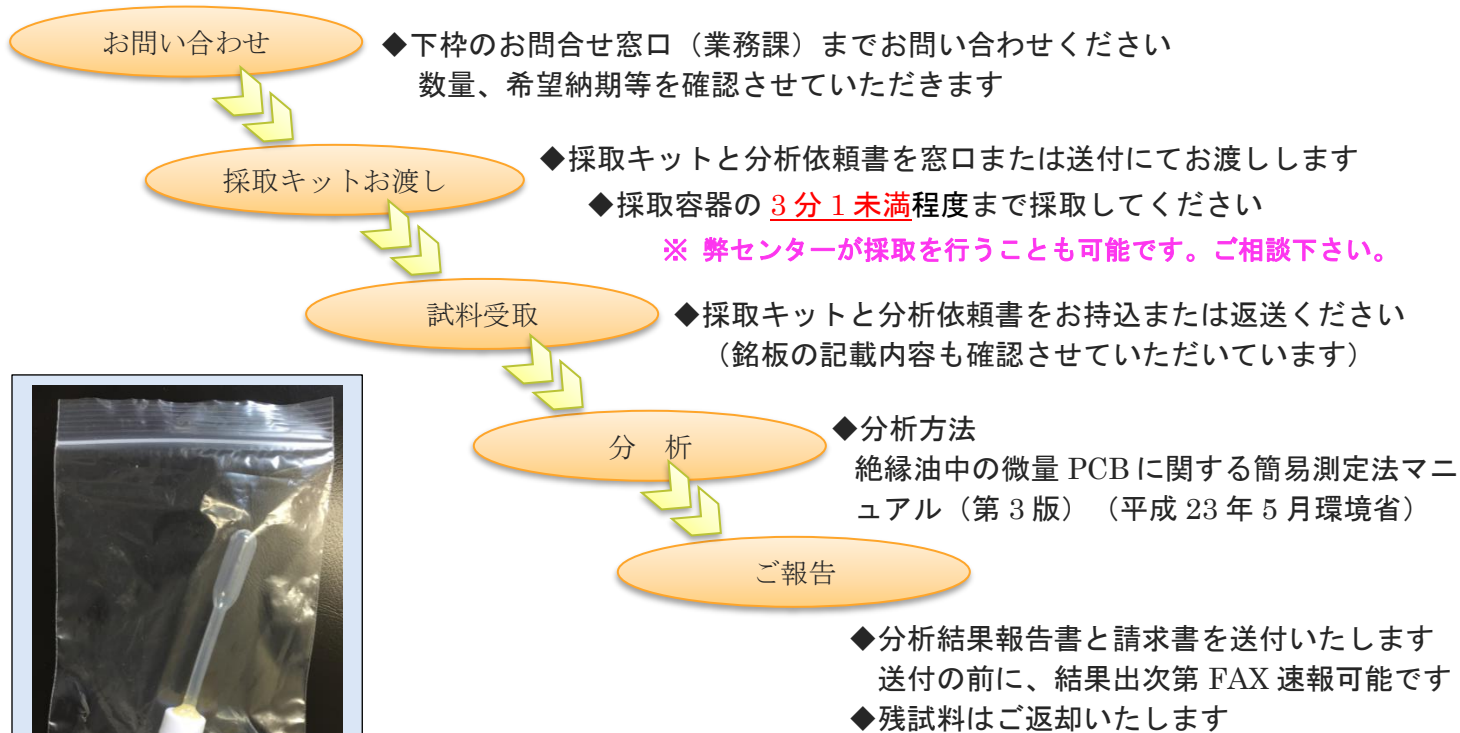 お問い合わせ
◆下枠のお問合せ窓口（業務課）までお問い合わせください
数量、希望納期等を確認させていただきます
採取キットお渡し
◆採取キットと分析依頼書を窓口または送付にてお渡しします
◆採取容器の 3分1未満程度まで採取してください
※ 弊センターが採取を行うことも可能です。ご相談下さい。
試料受取
◆採取キットと分析依頼書をお持込または返送ください
（銘板の記載内容も確認させていただいています）
分　析
◆分析方法
絶縁油中の微量 PCB に関する簡易測定法マニ
ュアル（第 3 版）（平成 23 年 5 月環境省）
ご報告
◆分析結果報告書と請求書を送付いたします
送付の前に、結果出次第 FAX 速報可能です
◆残試料はご返却いたします